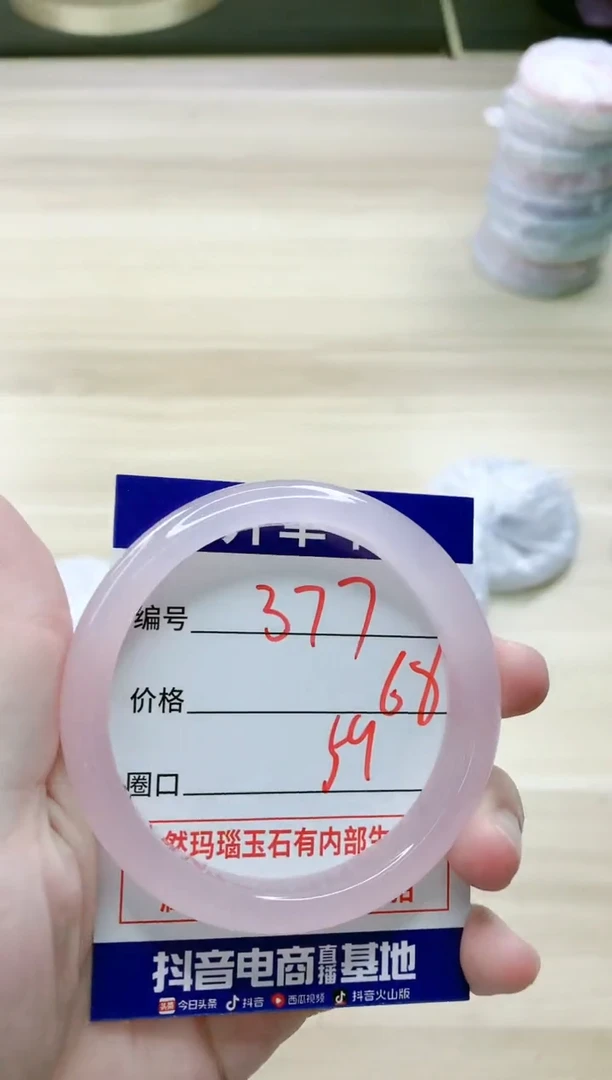 编号 377
价格 68
圈口 59
然玛瑙玉石有内部生
抖音电商直播基地
今日头条 抖音 西瓜视频 抖音火山版